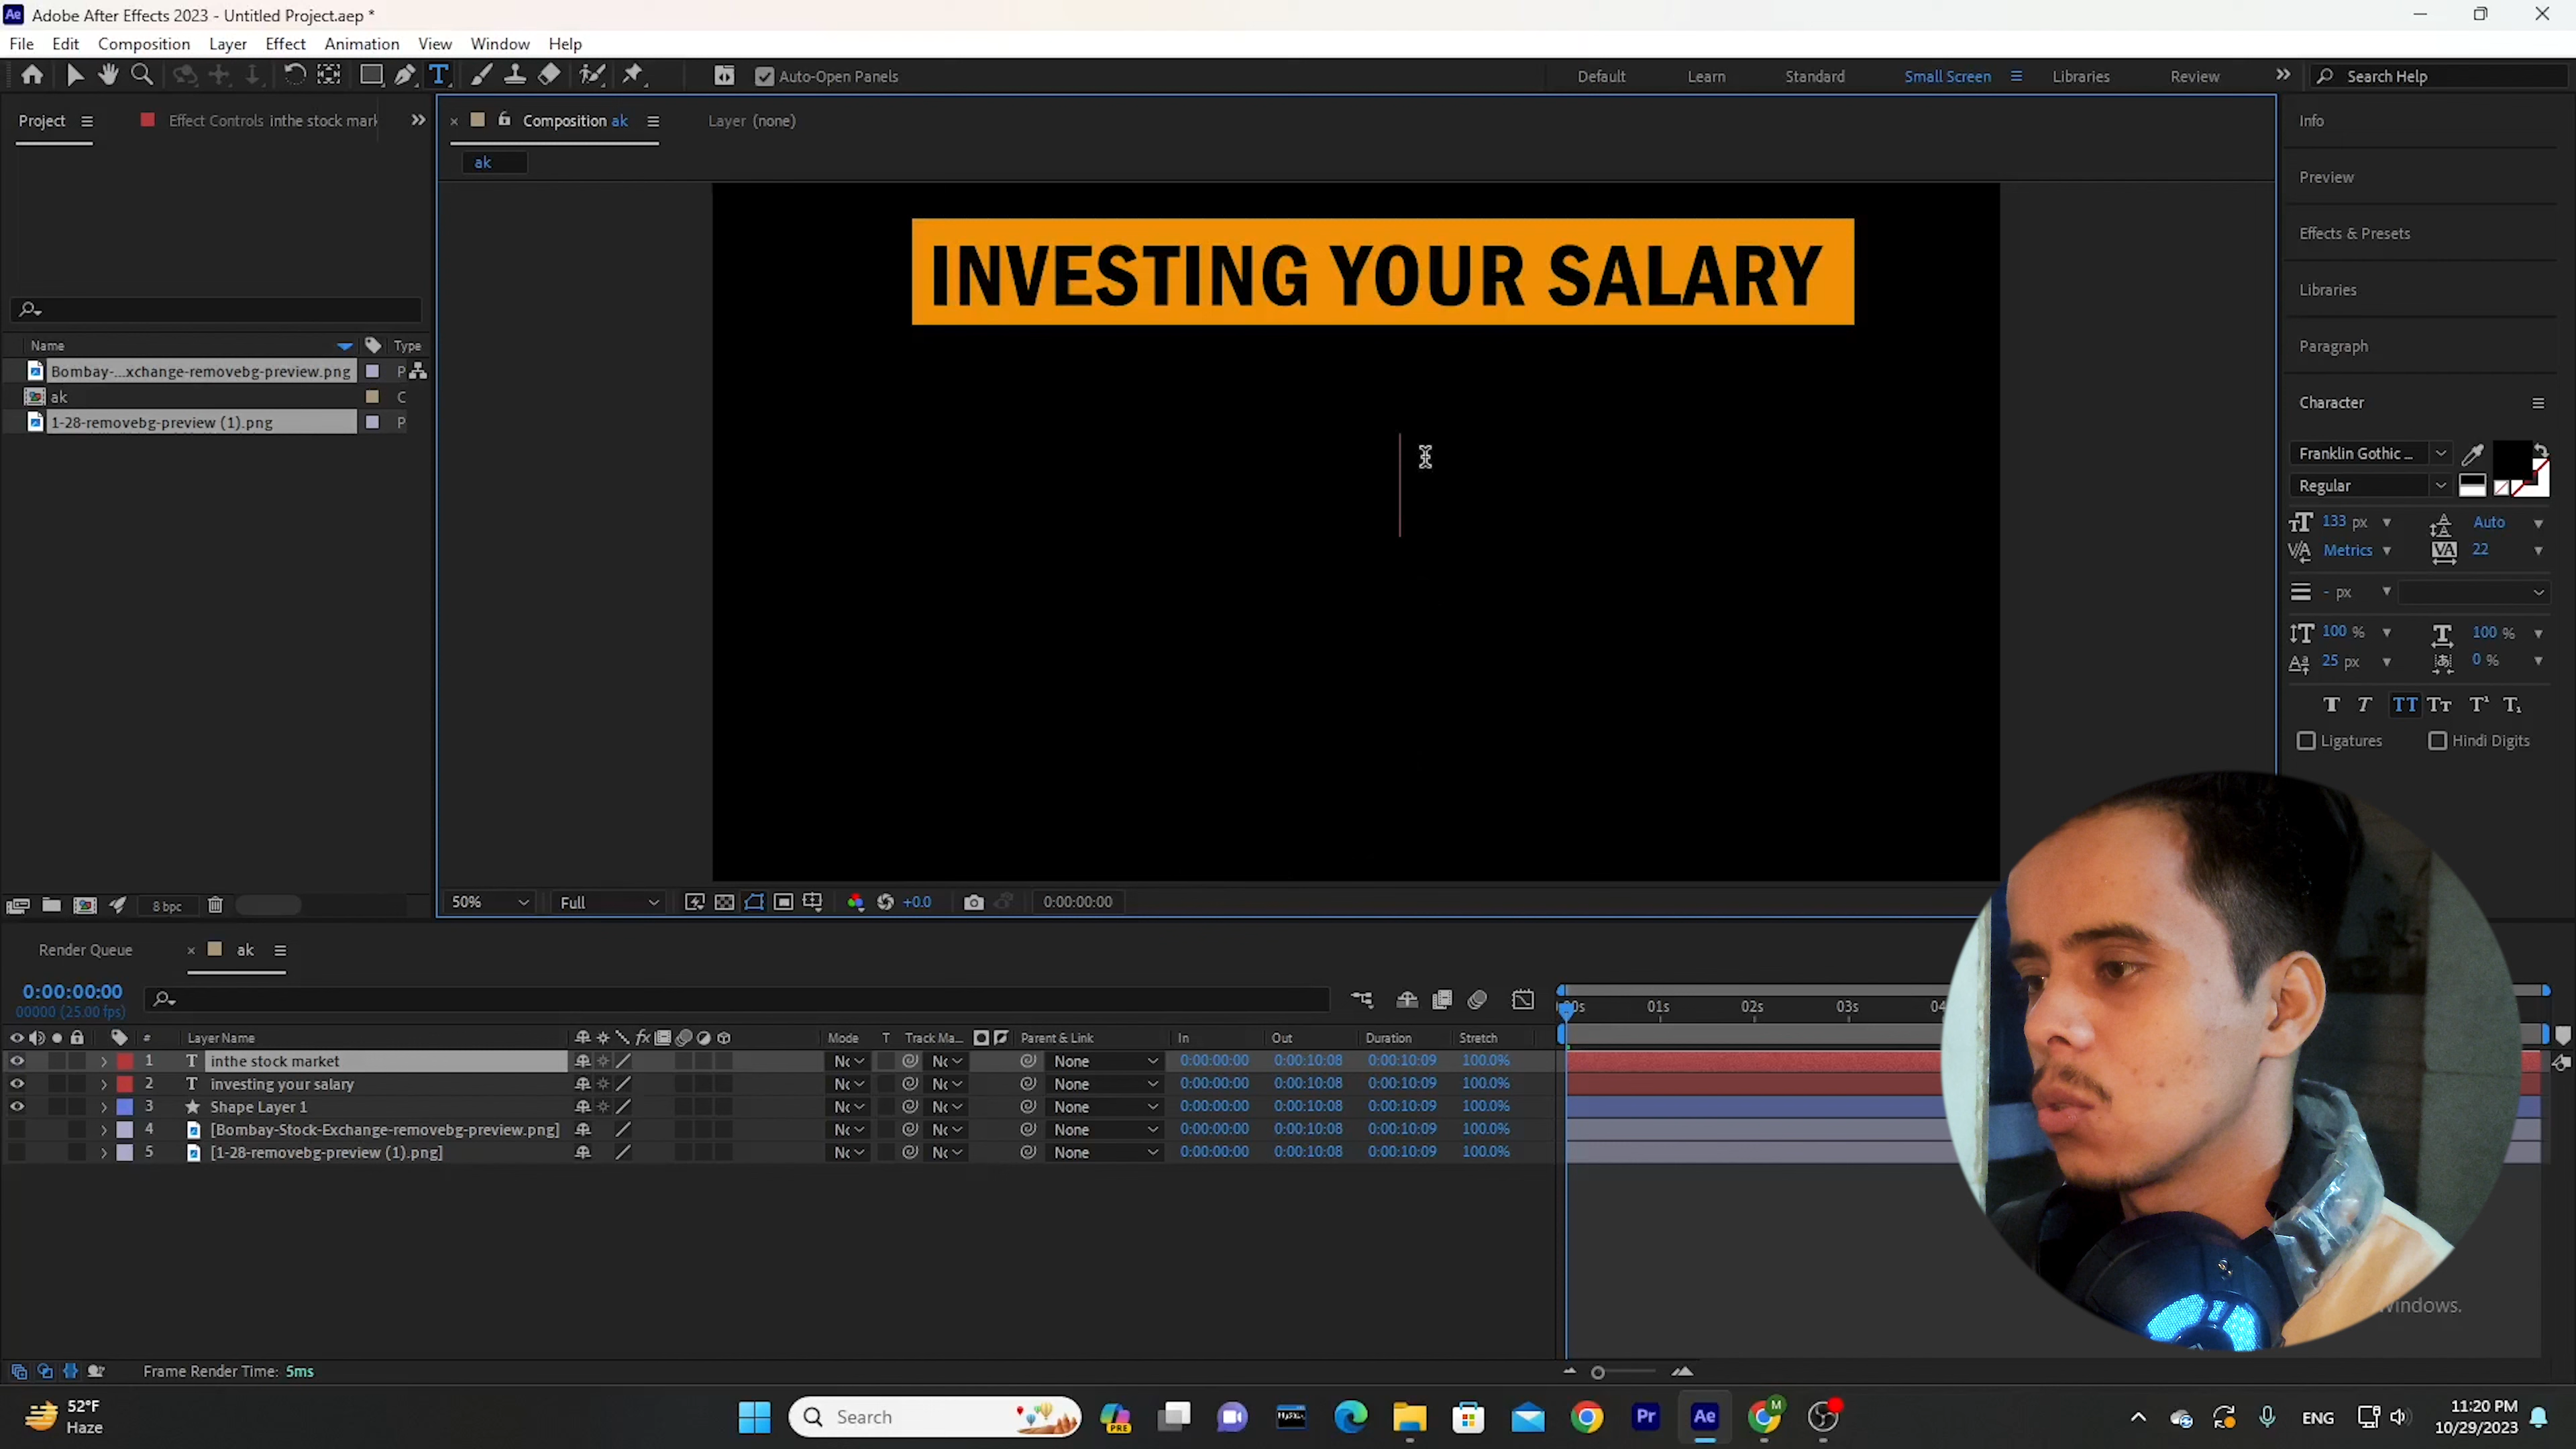 Adobe After Effects 2023 - Untitled Project.aep *
File Edit Composition Layer Effect Animation View Window Help
Auto-Open Panels Default Learn Standard Small Screen Libraries Review Search Help
Project Effect Controls inthe stock mark
Composition ak Layer (none)
ak
INVESTING YOUR SALARY
Name Type
Bombay-...xchange-removebg-preview.png P
ak C
1-28-removebg-preview (1).png P
Info
Preview
Effects & Presets
Libraries
Paragraph
Character
Franklin Gothic ...
Regular
133 px Auto
Metrics 22
- px
100 % 100 %
25 px 0 %
Ligatures Hindi Digits
8 bpc
50% Full +0.0 0:00:00:00
Render Queue ak
0:00:00:00
00000 (25.00 fps)
01s 02s 03s
# Layer Name Mode T Track Ma... Parent & Link In Out Duration Stretch
1 inthe stock market None 0:00:00:00 0:00:10:08 0:00:10:09 100.0%
2 investing your salary None 0:00:00:00 0:00:10:08 0:00:10:09 100.0%
3 Shape Layer 1 None 0:00:00:00 0:00:10:08 0:00:10:09 100.0%
4 [Bombay-Stock-Exchange-removebg-preview.png] None 0:00:00:00 0:00:10:08 0:00:10:09 100.0%
5 [1-28-removebg-preview (1).png] None 0:00:00:00 0:00:10:08 0:00:10:09 100.0%
Frame Render Time: 5ms
52°F
Haze
Search
PRE
Pr
Ae
M
ENG
11:20 PM
10/29/2023